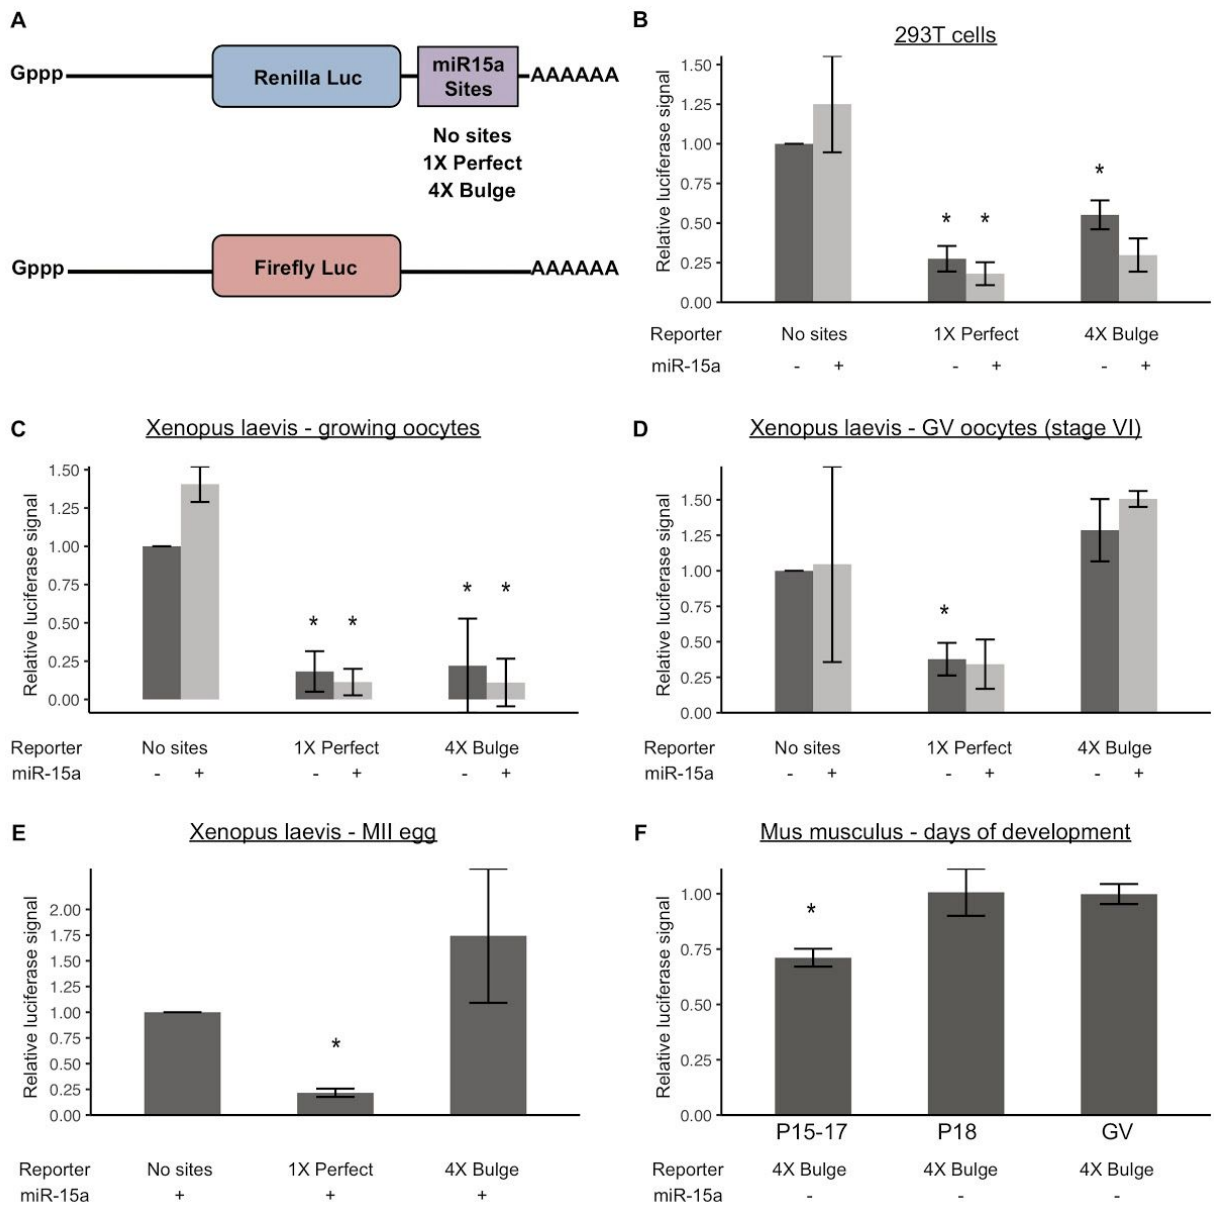 A
Gppp Renilla Luc miR15a Sites AAAAAA
No sites
1X Perfect
4X Bulge
Gppp Firefly Luc AAAAAA
B
293T cells
Relative luciferase signal
1.50
1.25
1.00
0.75
0.50
0.25
0.00
* * *
Reporter No sites 1X Perfect 4X Bulge
miR-15a - + - + - +
C
Xenopus laevis - growing oocytes
Relative luciferase signal
1.50
1.25
1.00
0.75
0.50
0.25
0.00
* * * *
Reporter No sites 1X Perfect 4X Bulge
miR-15a - + - + - +
D
Xenopus laevis - GV oocytes (stage VI)
Relative luciferase signal
1.50
1.25
1.00
0.75
0.50
0.25
0.00
*
Reporter No sites 1X Perfect 4X Bulge
miR-15a - + - + - +
E
Xenopus laevis - MII egg
Relative luciferase signal
2.00
1.75
1.50
1.25
1.00
0.75
0.50
0.25
0.00
*
Reporter No sites 1X Perfect 4X Bulge
miR-15a + + +
F
Mus musculus - days of development
Relative luciferase signal
1.00
0.75
0.50
0.25
0.00
*
P15-17 P18 GV
Reporter 4X Bulge 4X Bulge 4X Bulge
miR-15a - - -